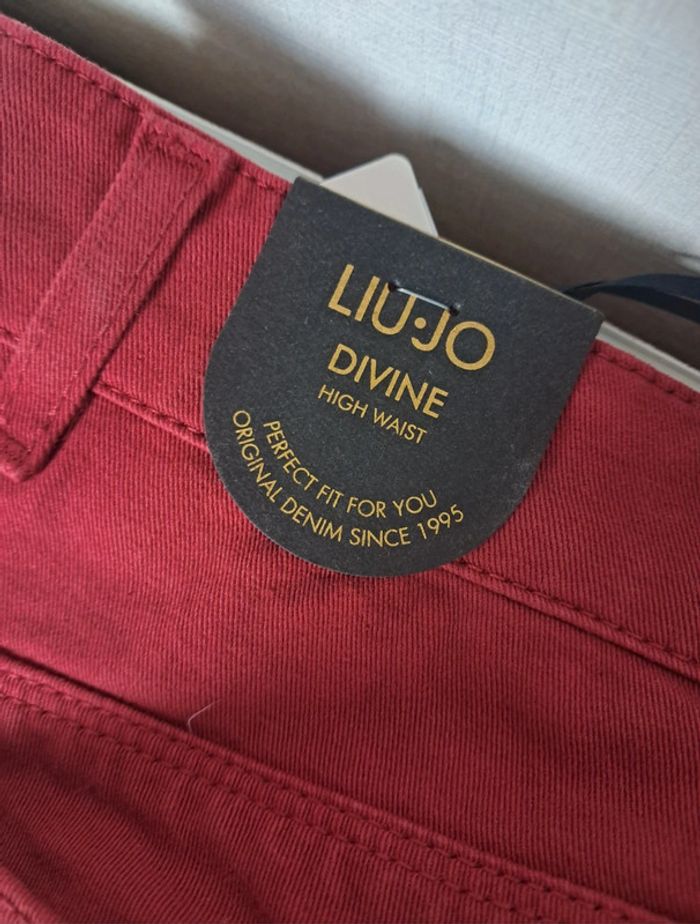 LIU·JO
DIVINE
HIGH WAIST
PERFECT FIT FOR YOU
ORIGINAL DENIM SINCE 1995